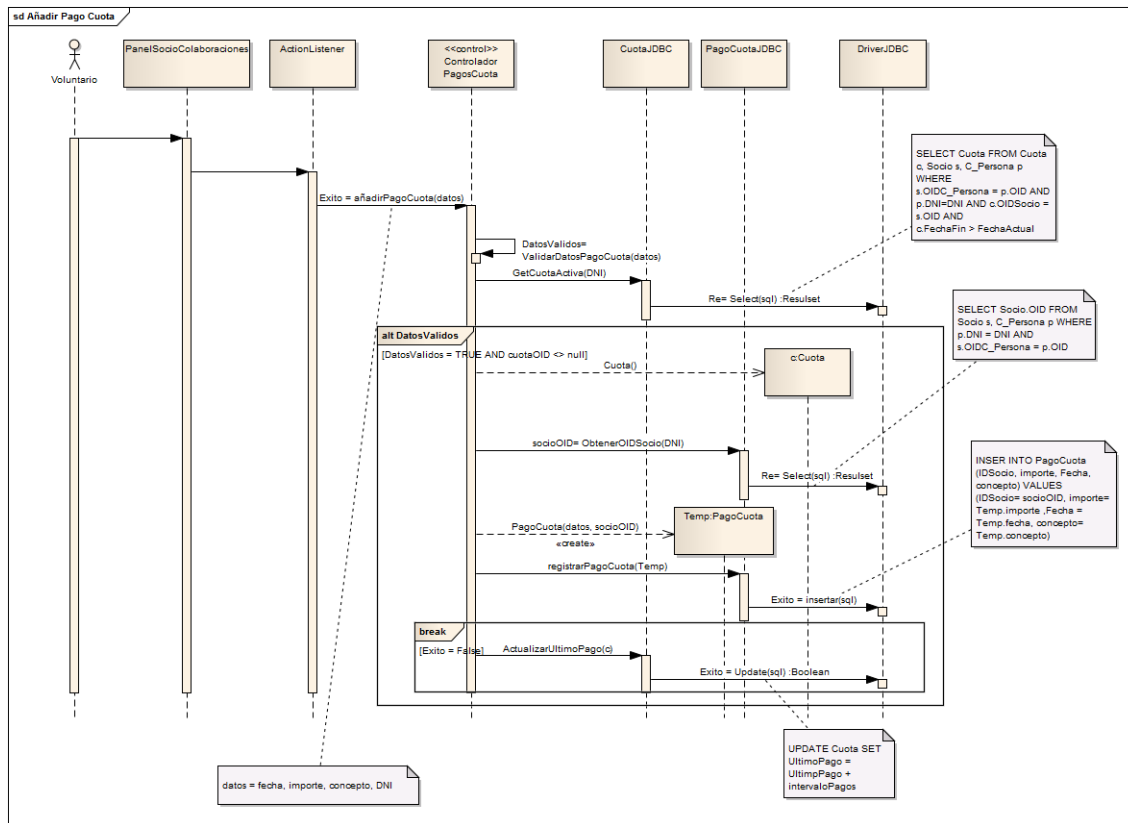 sd Añadir Pago Cuota
Voluntario
PanelSocioColaboraciones
ActionListener
<<control>>
Controlador
PagosCuota
CuotaJDBC
PagoCuotaJDBC
DriverJDBC
SELECT Cuota FROM Cuota
c, Socio s, C_Persona p
WHERE
s.OIDC_Persona = p.OID AND
p.DNI=DNI AND c.OIDSocio =
s.OID AND
c.FechaFin > FechaActual
Exito = añadirPagoCuota(datos)
DatosValidos=
ValidarDatosPagoCuota(datos)
GetCuotaActiva(DNI)
Re= Select(sql) :Resulset
SELECT Socio.OID FROM
Socio s, C_Persona p WHERE
p.DNI = DNI AND
s.OIDC_Persona = p.OID
alt DatosValidos
[DatosValidos = TRUE AND cuotaOID <> null]
Cuota()
c:Cuota
socioOID= ObtenerOIDSocio(DNI)
Re= Select(sql) :Resulset
INSER INTO PagoCuota
(IDSocio, importe, Fecha,
concepto) VALUES
(IDSocio= socioOID, importe=
Temp.importe ,Fecha =
Temp.fecha, concepto=
Temp.concepto)
PagoCuota(datos, socioOID)
«create»
Temp:PagoCuota
registrarPagoCuota(Temp)
Exito = insertar(sql)
break
[Exito = False]
ActualizarUltimoPago(c)
Exito = Update(sql) :Boolean
UPDATE Cuota SET
UltimoPago =
UltimpPago +
intervaloPagos
datos = fecha, importe, concepto, DNI